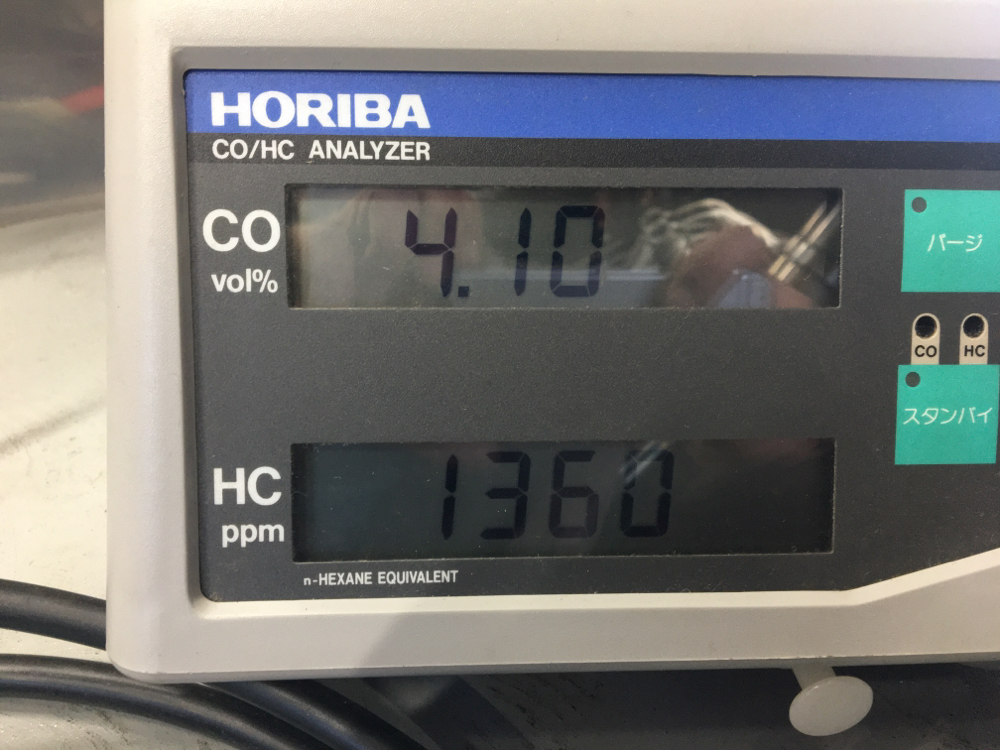 HORIBA
CO/HC ANALYZER
CO
vol%
4.10
パージ
CO HC
スタンバイ
HC
ppm
1360
n-HEXANE EQUIVALENT